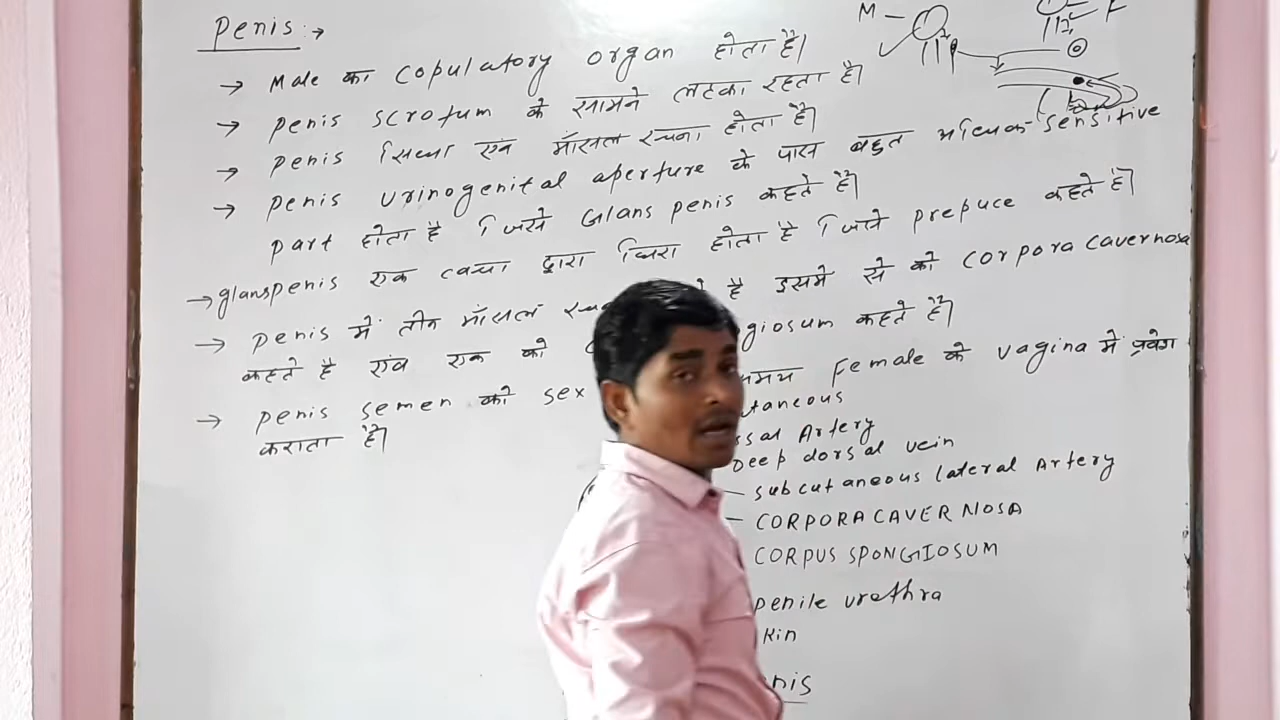 Penis :→
→ Male का copulatory organ होता है।
→ Penis scrotum के सामने लटका रहता है।
→ Penis सिधा एवं माँसल रचना होता है।
→ Penis urinogenital aperture के पास बहुत अधिक sensitive
part होता है जिसे Glans penis कहते है।
→ glanspenis एक त्वचा द्वारा घिरा होता है जिसे prepuce कहते है।
→ Penis में तीन माँसल है इसमे से को corpora cavernosa
कहते है एंव एक को giosum कहते है।
→ Penis semen को sex समय Female के vagina में प्रवेश
कराता है।
M –
F
taneous
ssal Artery
Deep dorsal vein
– subcutaneous lateral Artery
– CORPORA CAVERNOSA
CORPUS SPONGIOSUM
penile urethra
kin
nis